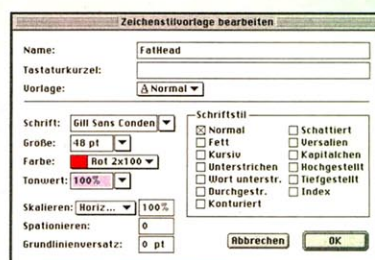 Zeichenstilvorlage bearbeiten
Name: FatHead
Tastaturkürzel:
Vorlage: A Normal
Schrift: Gill Sans Conden
Größe: 48 pt
Farbe: Rot 2x100
Tonwert: 100%
Skalieren: Horiz... 100%
Spationieren: 0
Grundlinienversatz: 0 pt
Schriftstil
Normal
Fett
Kursiv
Unterstrichen
Wort unterstr.
Durchgestr.
Konturiert
Schattiert
Versalien
Kapitälchen
Hochgestellt
Tiefgestellt
Index
Abbrechen OK